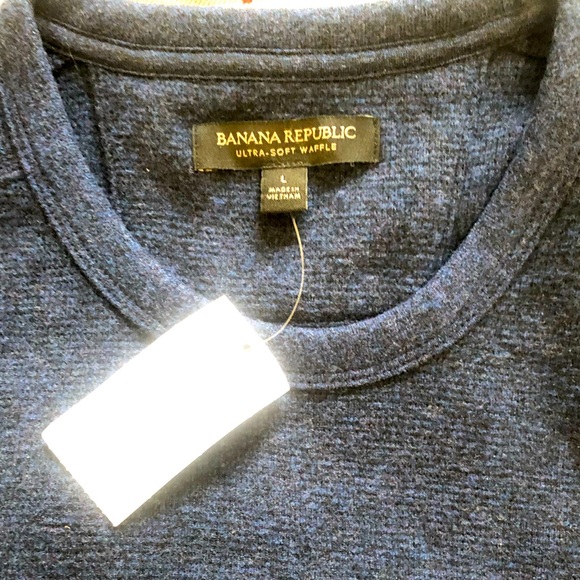 BANANA REPUBLIC
ULTRA-SOFT WAFFLE
L
MADE IN
VIETNAM